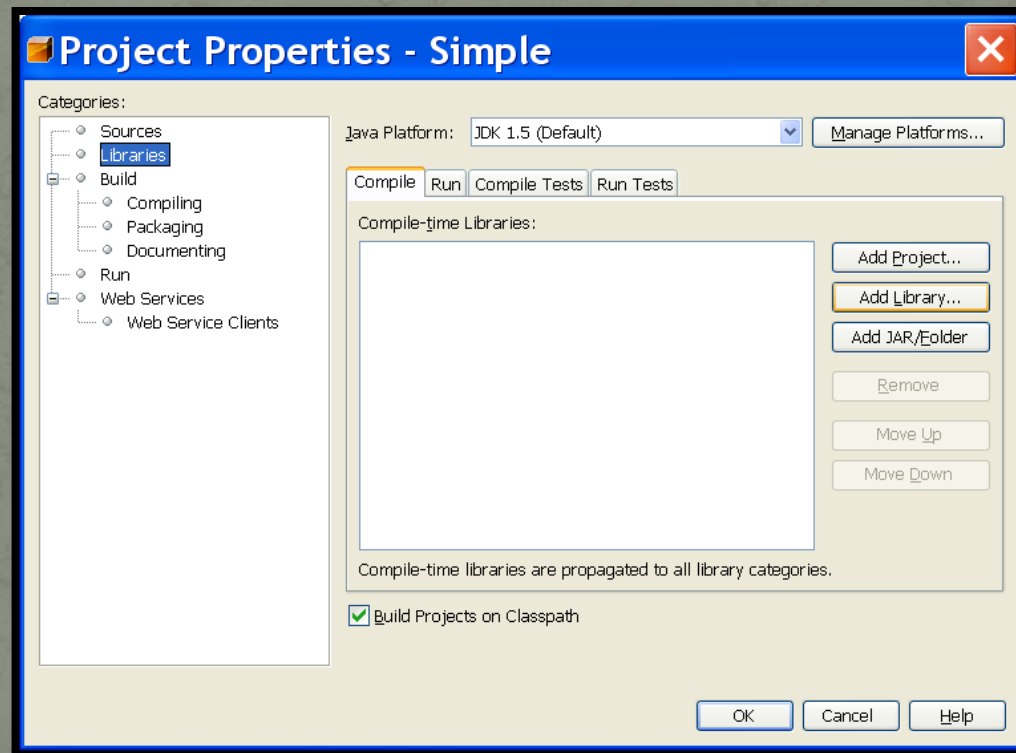 Project Properties - Simple
Categories:
Sources
Libraries
Build
Compiling
Packaging
Documenting
Run
Web Services
Web Service Clients
Java Platform: JDK 1.5 (Default) Manage Platforms...
Compile Run Compile Tests Run Tests
Compile-time Libraries:
Add Project...
Add Library...
Add JAR/Folder
Remove
Move Up
Move Down
Compile-time libraries are propagated to all library categories.
Build Projects on Classpath
OK Cancel Help